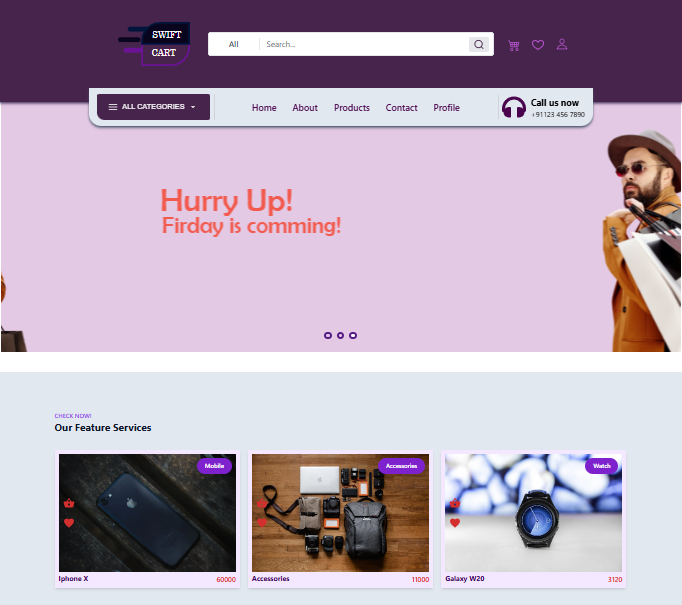 SWIFT
CART
All
Search...
ALL CATEGORIES
Home
About
Products
Contact
Profile
Call us now
+91123 456 7890
Hurry Up!
Firday is comming!
CHECK NOW!
Our Feature Services
Mobile
Iphone X
60000
Accessories
Accessories
11000
Watch
Galaxy W20
3120